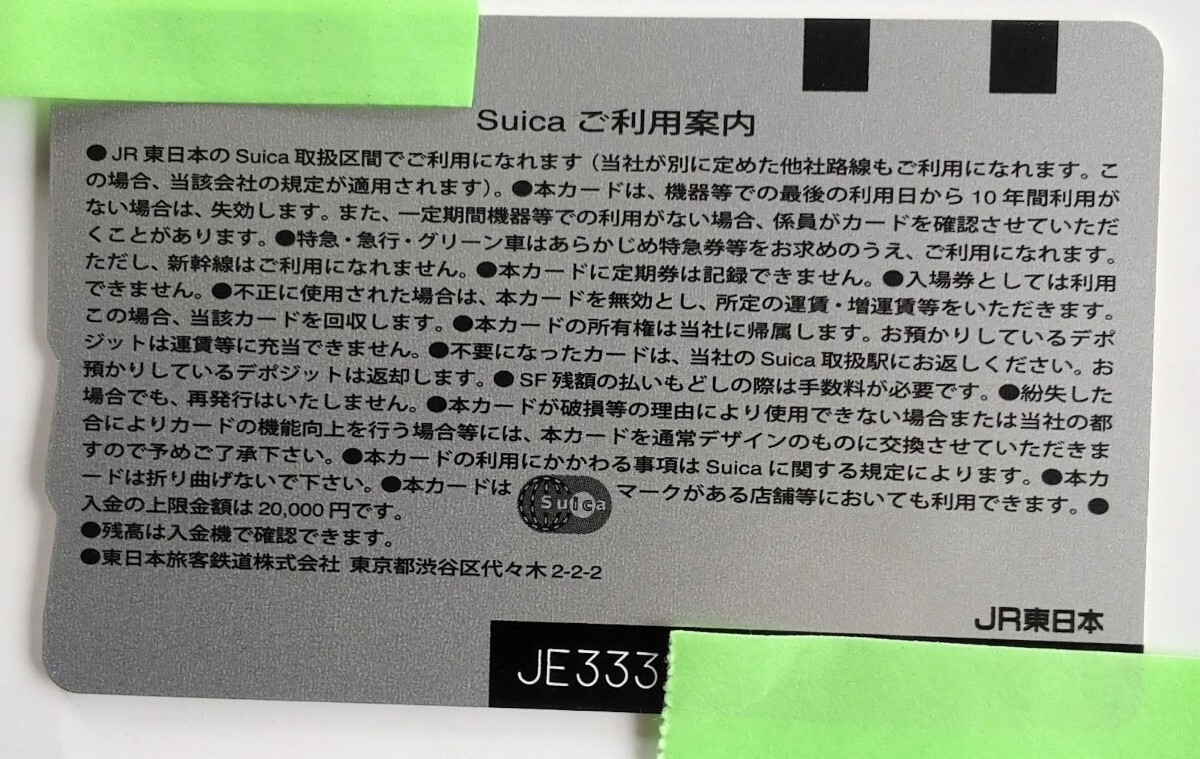 Suica ご利用案内
●JR東日本のSuica取扱区間でご利用になれます（当社が別に定めた他社路線もご利用になれます。こ
の場合、当該会社の規定が適用されます）。●本カードは、機器等での最後の利用日から10年間利用が
ない場合は、失効します。また、一定期間機器等での利用がない場合、係員がカードを確認させていただ
くことがあります。●特急・急行・グリーン車はあらかじめ特急券等をお求めのうえ、ご利用になれます。
ただし、新幹線はご利用になれません。●本カードに定期券は記録できません。●入場券としては利用
できません。●不正に使用された場合は、本カードを無効とし、所定の運賃・増運賃等をいただきます。
この場合、当該カードを回収します。●本カードの所有権は当社に帰属します。お預かりしているデポ
ジットは運賃等に充当できません。●不要になったカードは、当社のSuica取扱駅にお返しください。お
預かりしているデポジットは返却します。●SF残額の払いもどしの際は手数料が必要です。●紛失した
場合でも、再発行はいたしません。●本カードが破損等の理由により使用できない場合または当社の都
合によりカードの機能向上を行う場合等には、本カードを通常デザインのものに交換させていただきま
すので予めご了承下さい。●本カードの利用にかかわる事項はSuicaに関する規定によります。●本カ
ードは折り曲げないで下さい。●本カードは Suica マークがある店舗等においても利用できます。●
入金の上限金額は20,000円です。
●残高は入金機で確認できます。
●東日本旅客鉄道株式会社 東京都渋谷区代々木2-2-2
JR東日本
JE333